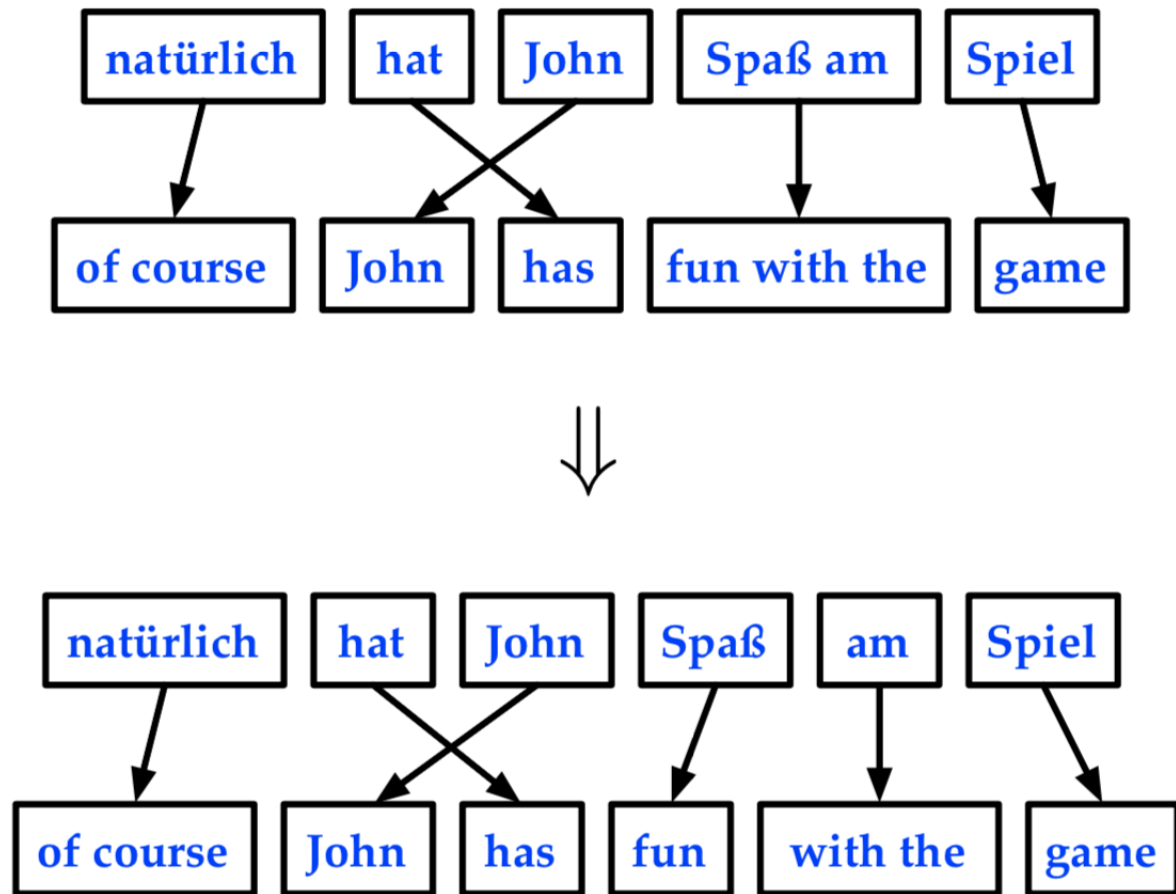 natürlich hat John Spaß am Spiel
of course John has fun with the game
natürlich hat John Spaß am Spiel
of course John has fun with the game